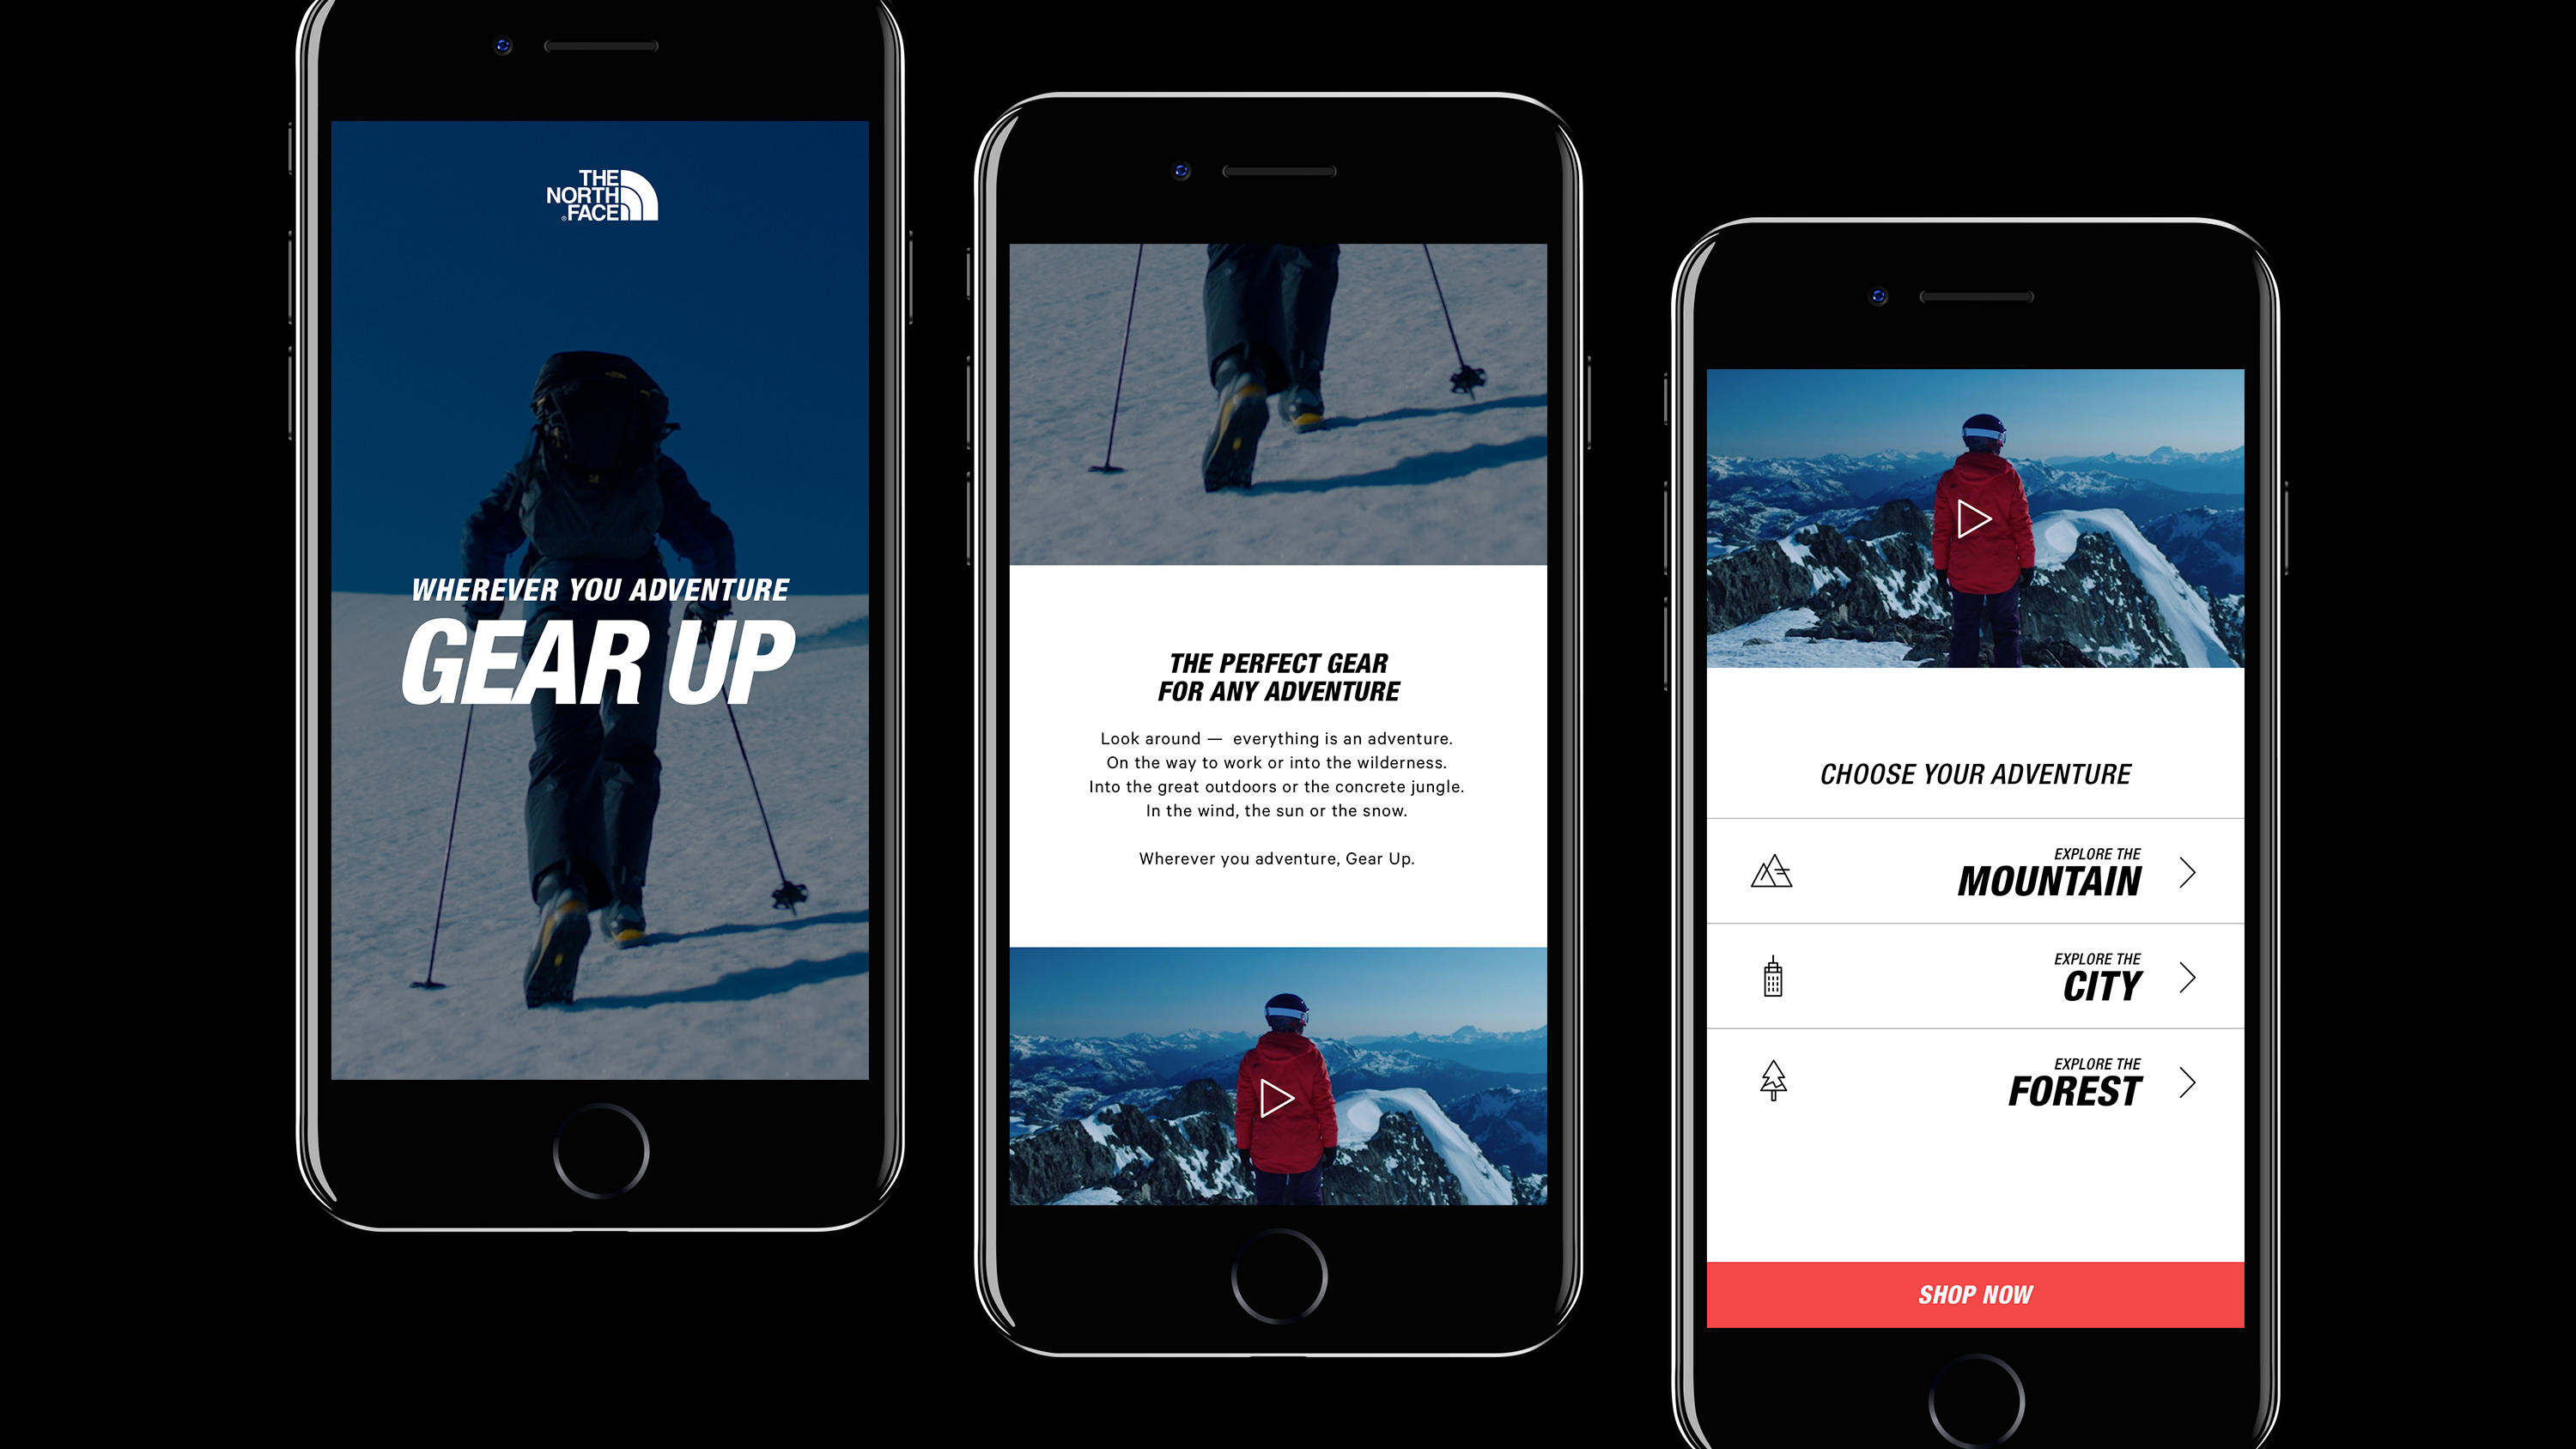 THE
NORTH
®FACE
WHEREVER YOU ADVENTURE
GEAR UP
THE PERFECT GEAR
FOR ANY ADVENTURE
Look around — everything is an adventure.
On the way to work or into the wilderness.
Into the great outdoors or the concrete jungle.
In the wind, the sun or the snow.
Wherever you adventure, Gear Up.
CHOOSE YOUR ADVENTURE
EXPLORE THE
MOUNTAIN
EXPLORE THE
CITY
EXPLORE THE
FOREST
SHOP NOW